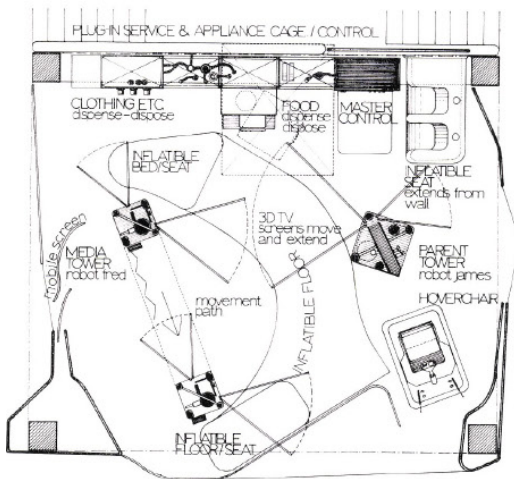 PLUG-IN SERVICE & APPLIANCE CAGE / CONTROL
CLOTHING ETC
dispense-dispose
FOOD
dispense
dispose
MASTER
CONTROL
INFLATIBLE
BED/SEAT
INFLATIBLE
SEAT
extends from
wall
3D TV
screens move
and extend
mobile screen
MEDIA
TOWER
robot fred
PARENT
TOWER
robot james
movement
path
INFLATIBLE FLOOR
HOVERCHAIR
INFLATIBLE
FLOOR/SEAT